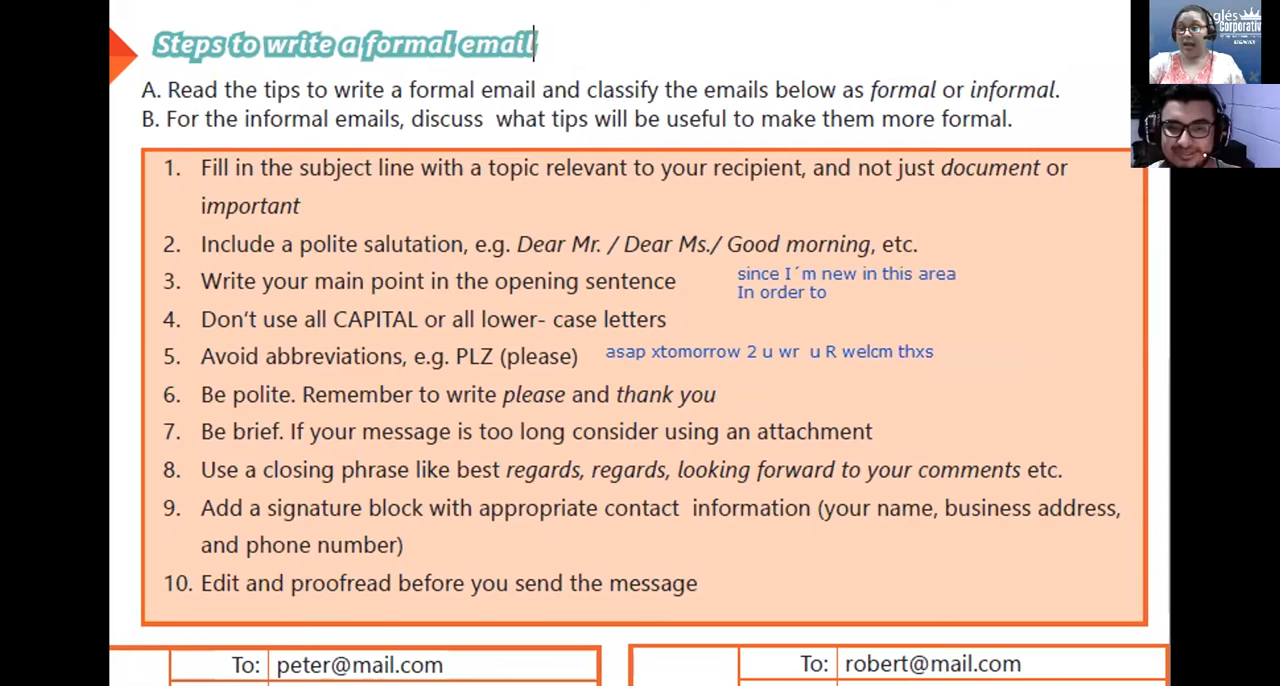 Steps to write a formal email
A. Read the tips to write a formal email and classify the emails below as formal or informal.
B. For the informal emails, discuss what tips will be useful to make them more formal.
1. Fill in the subject line with a topic relevant to your recipient, and not just document or
important
2. Include a polite salutation, e.g. Dear Mr. / Dear Ms./ Good morning, etc.
3. Write your main point in the opening sentence
since I´m new in this area
In order to
4. Don't use all CAPITAL or all lower- case letters
5. Avoid abbreviations, e.g. PLZ (please)
asap xtomorrow 2 u wr u R welcm thxs
6. Be polite. Remember to write please and thank you
7. Be brief. If your message is too long consider using an attachment
8. Use a closing phrase like best regards, regards, looking forward to your comments etc.
9. Add a signature block with appropriate contact information (your name, business address,
and phone number)
10. Edit and proofread before you send the message
To: peter@mail.com
To: robert@mail.com
glés
Corporativ